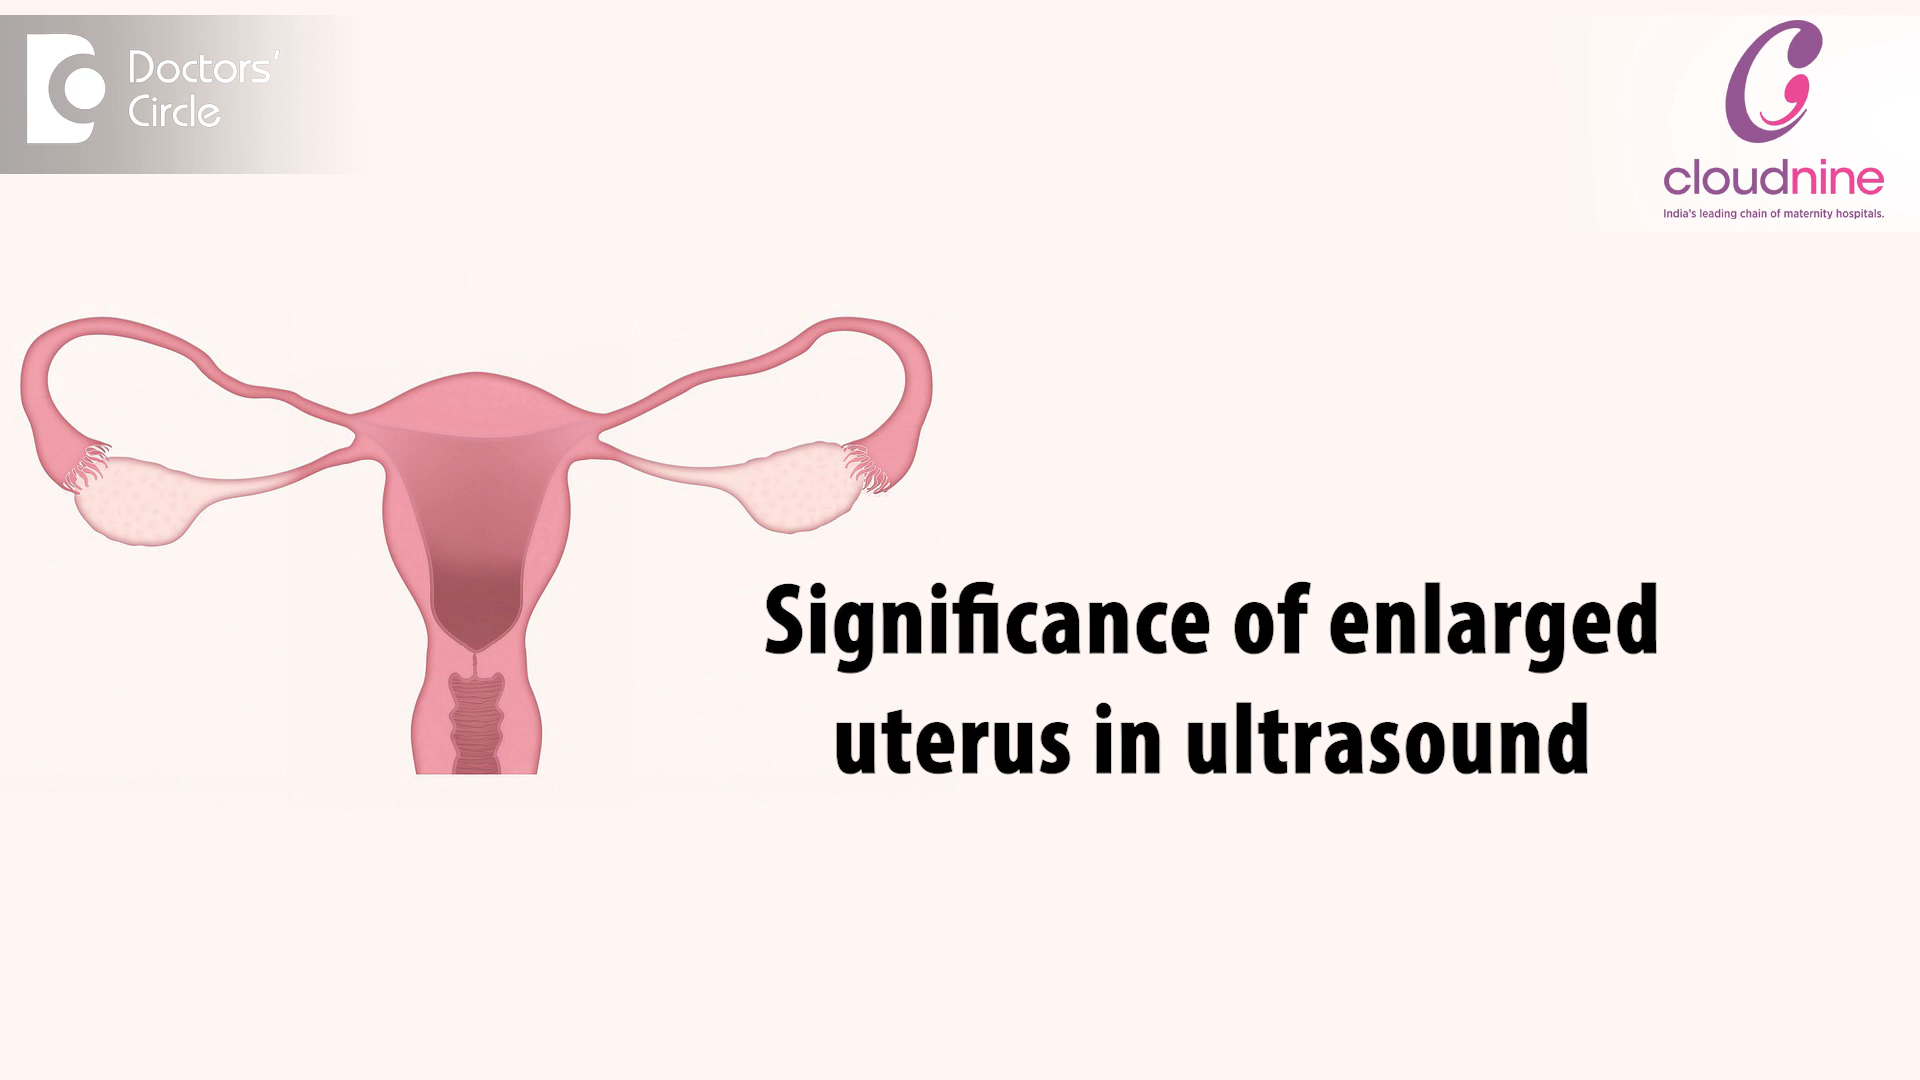 Doctors'
Circle
cloudnine
India's leading chain of maternity hospitals.
Significance of enlarged
uterus in ultrasound